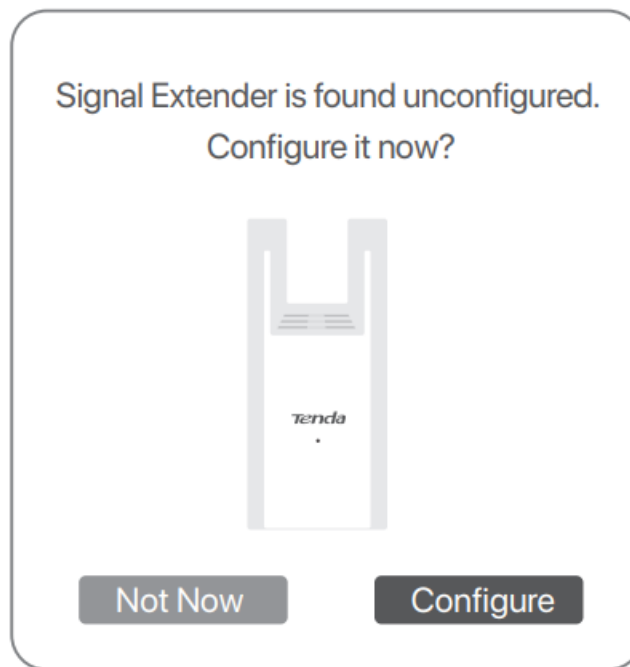 Signal Extender is found unconfigured.
Configure it now?
Tenda
Not Now
Configure